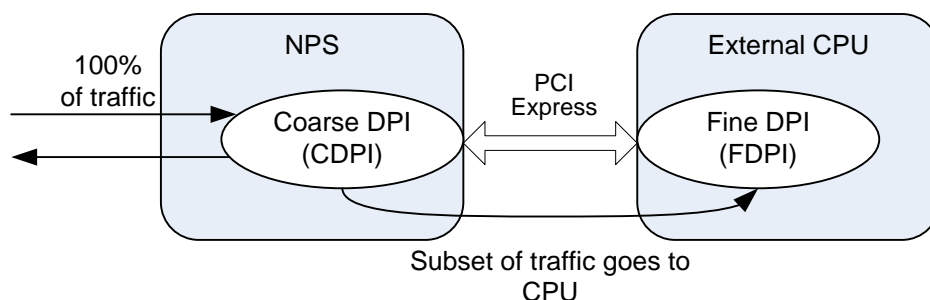 NPS
External CPU
100%
of traffic
PCI
Express
Coarse DPI
(CDPI)
Fine DPI
(FDPI)
Subset of traffic goes to
CPU